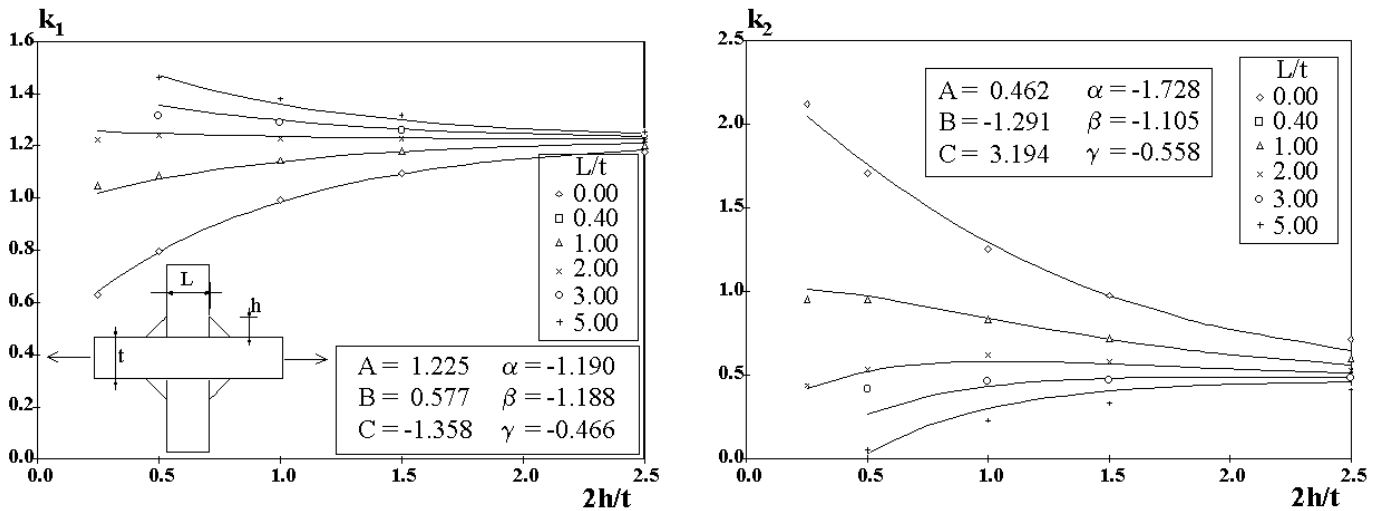 k1
1.6
1.4
1.2
1.0
0.8
0.6
0.4
0.2
0.0
0.0 0.5 1.0 1.5 2.0 2.5
2h/t
L/t
0.00
0.40
1.00
2.00
3.00
5.00
L
h
t
A = 1.225 α = -1.190
B = 0.577 β = -1.188
C = -1.358 γ = -0.466
k2
2.5
2.0
1.5
1.0
0.5
0.0
0.0 0.5 1.0 1.5 2.0 2.5
2h/t
A = 0.462 α = -1.728
B = -1.291 β = -1.105
C = 3.194 γ = -0.558
L/t
0.00
0.40
1.00
2.00
3.00
5.00